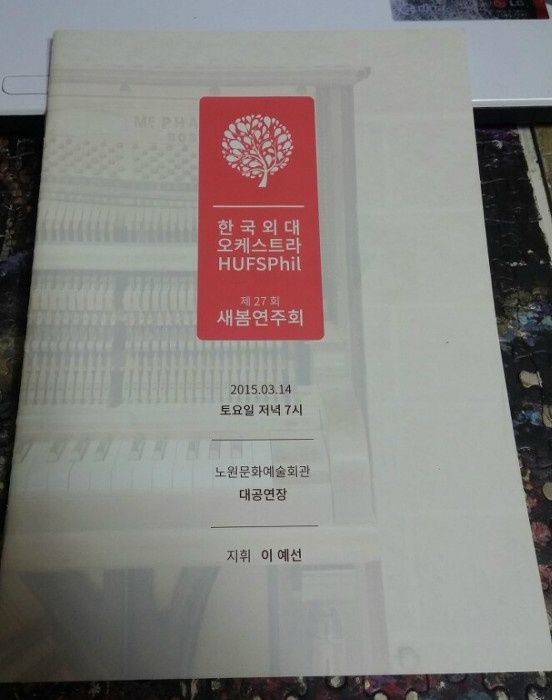 한국외대
오케스트라
HUFSPhil
제 27 회
새봄연주회
2015.03.14
토요일 저녁 7시
노원문화예술회관
대공연장
지휘 이 예선